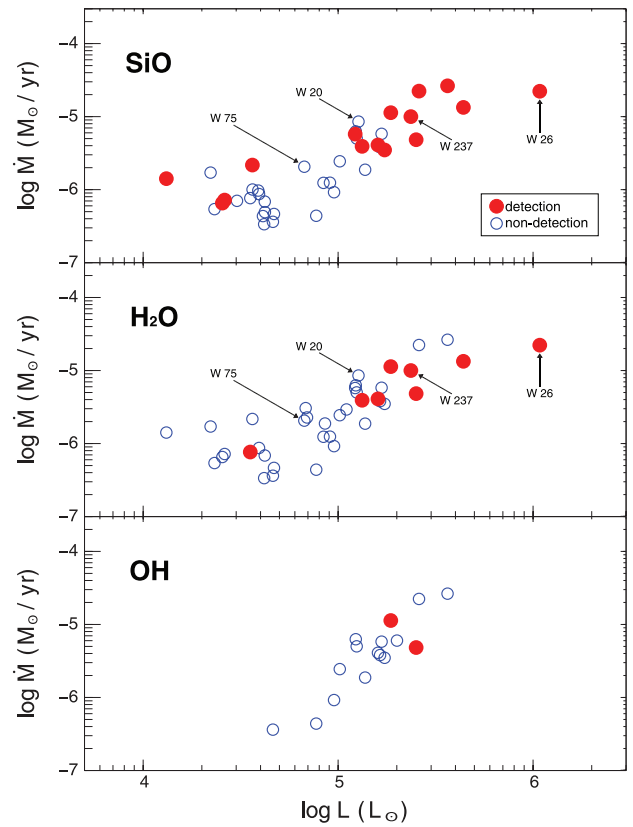 SiO
log Ṁ (M⊙ / yr)
−4
−5
−6
−7
W 20
W 75
W 237
W 26
detection
non-detection
H₂O
log Ṁ (M⊙ / yr)
−4
−5
−6
−7
W 20
W 75
W 237
W 26
OH
log Ṁ (M⊙ / yr)
−4
−5
−6
−7
4 5 6
log L (L⊙)